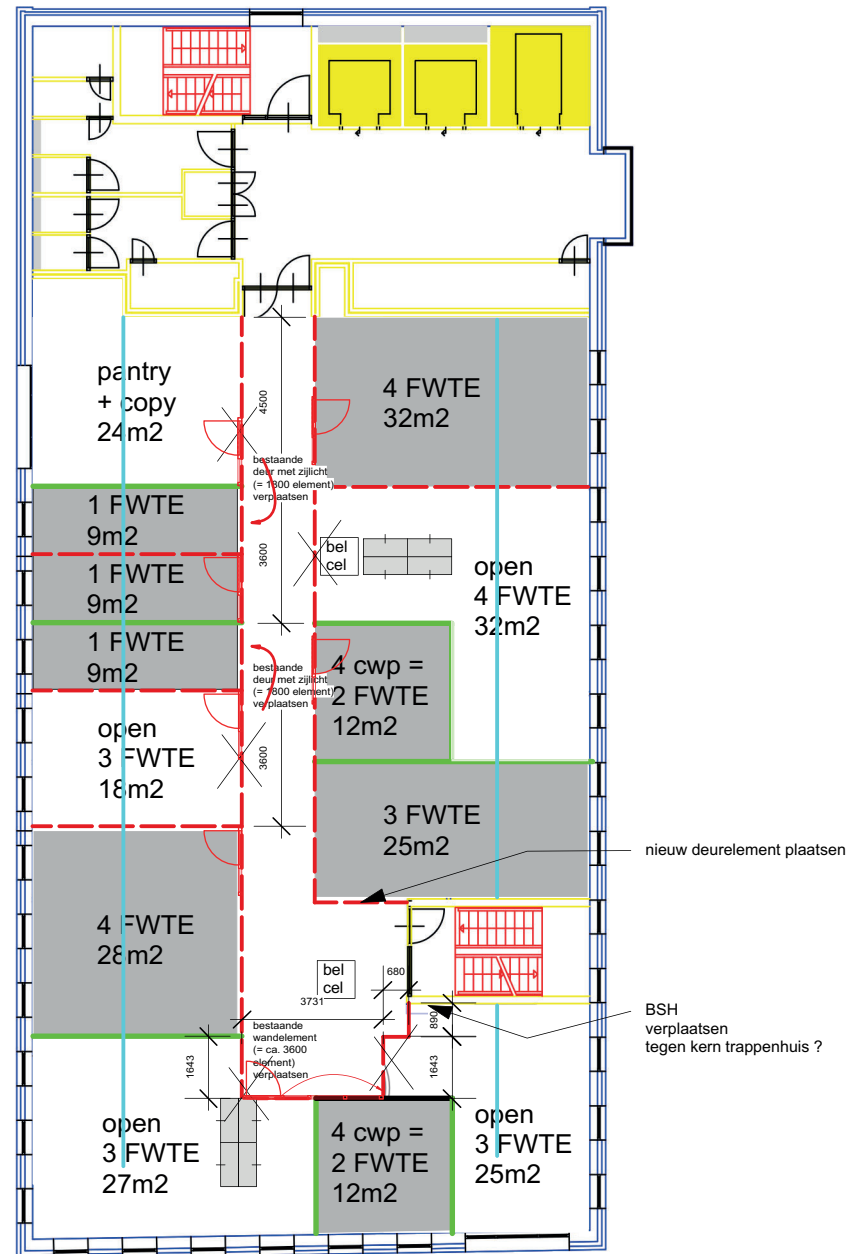 pantry
+ copy
24m2
4 FWTE
32m2
4500
bestaande
deur met zijlicht
(= 1800 element)
verplaatsen
1 FWTE
9m2
1 FWTE
9m2
1 FWTE
9m2
3600
bel
cel
open
4 FWTE
32m2
bestaande
deur met zijlicht
(= 1800 element)
verplaatsen
4 cwp =
2 FWTE
12m2
open
3 FWTE
18m2
3600
3 FWTE
25m2
nieuw deurelement plaatsen
4 FWTE
28m2
bel
cel
680
3731
890
BSH
verplaatsen
tegen kern trappenhuis ?
bestaande
wandelement
(= ca. 3600
element)
verplaatsen
1643
1643
open
3 FWTE
27m2
4 cwp =
2 FWTE
12m2
open
3 FWTE
25m2